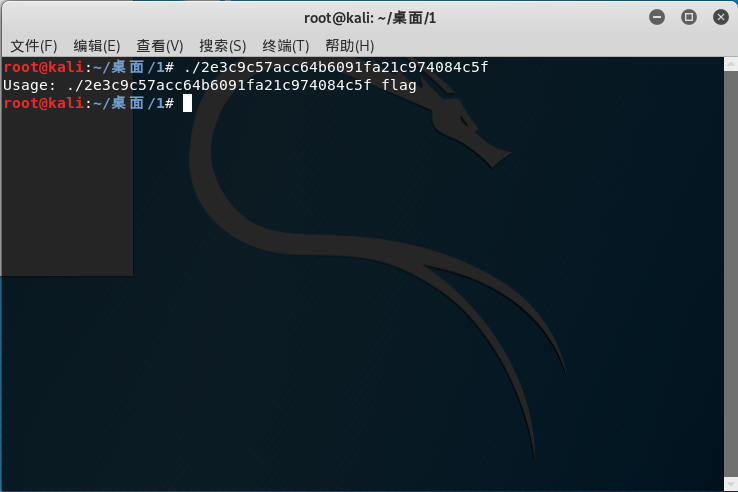 root@kali: ~/桌面/1
文件(F) 编辑(E) 查看(V) 搜索(S) 终端(T) 帮助(H)
root@kali:~/桌面/1# ./2e3c9c57acc64b6091fa21c974084c5f
Usage: ./2e3c9c57acc64b6091fa21c974084c5f flag
root@kali:~/桌面/1#